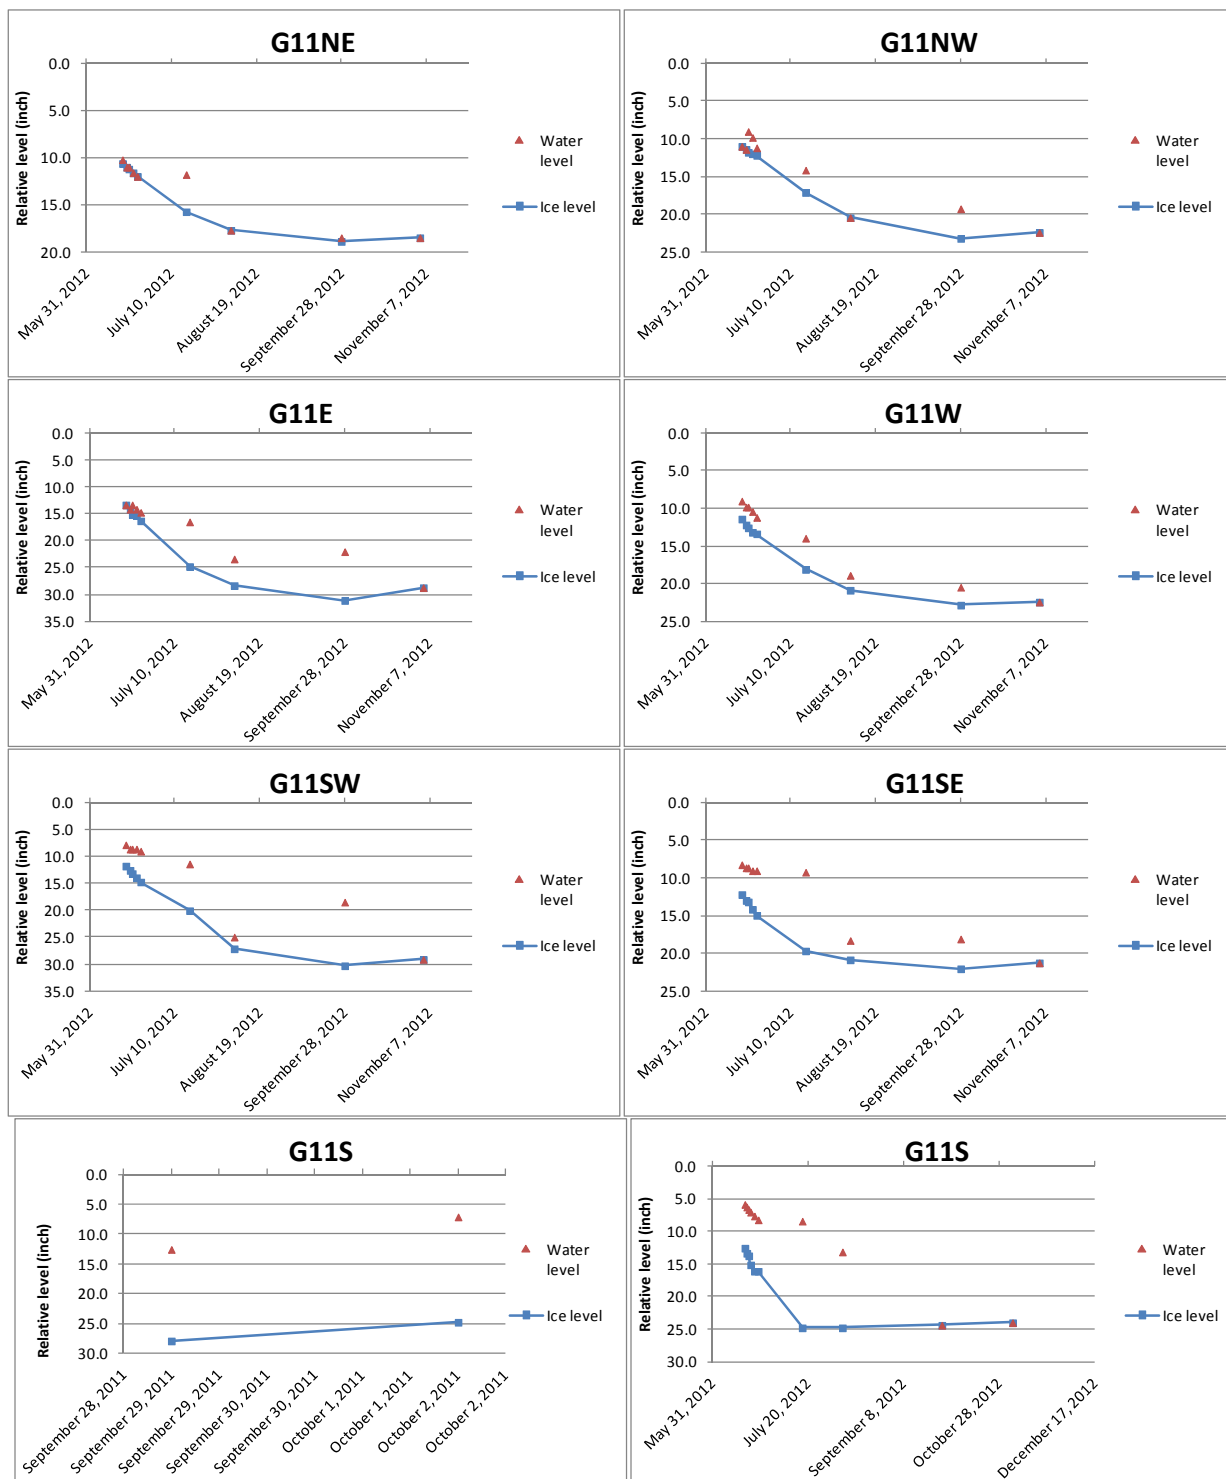 G11NE
Relative level (inch)
0.0
5.0
10.0
15.0
20.0
May 31, 2012
July 10, 2012
August 19, 2012
September 28, 2012
November 7, 2012
Water
level
Ice level
G11NW
Relative level (inch)
0.0
5.0
10.0
15.0
20.0
25.0
May 31, 2012
July 10, 2012
August 19, 2012
September 28, 2012
November 7, 2012
Water
level
Ice level
G11E
Relative level (inch)
0.0
5.0
10.0
15.0
20.0
25.0
30.0
35.0
May 31, 2012
July 10, 2012
August 19, 2012
September 28, 2012
November 7, 2012
Water
level
Ice level
G11W
Relative level (inch)
0.0
5.0
10.0
15.0
20.0
25.0
May 31, 2012
July 10, 2012
August 19, 2012
September 28, 2012
November 7, 2012
Water
level
Ice level
G11SW
Relative level (inch)
0.0
5.0
10.0
15.0
20.0
25.0
30.0
35.0
May 31, 2012
July 10, 2012
August 19, 2012
September 28, 2012
November 7, 2012
Water
level
Ice level
G11SE
Relative level (inch)
0.0
5.0
10.0
15.0
20.0
25.0
May 31, 2012
July 10, 2012
August 19, 2012
September 28, 2012
November 7, 2012
Water
level
Ice level
G11S
Relative level (inch)
0.0
5.0
10.0
15.0
20.0
25.0
30.0
September 28, 2011
September 29, 2011
September 29, 2011
September 30, 2011
September 30, 2011
October 1, 2011
October 1, 2011
October 2, 2011
October 2, 2011
Water
level
Ice level
G11S
Relative level (inch)
0.0
5.0
10.0
15.0
20.0
25.0
30.0
May 31, 2012
July 20, 2012
September 8, 2012
October 28, 2012
December 17, 2012
Water
level
Ice level